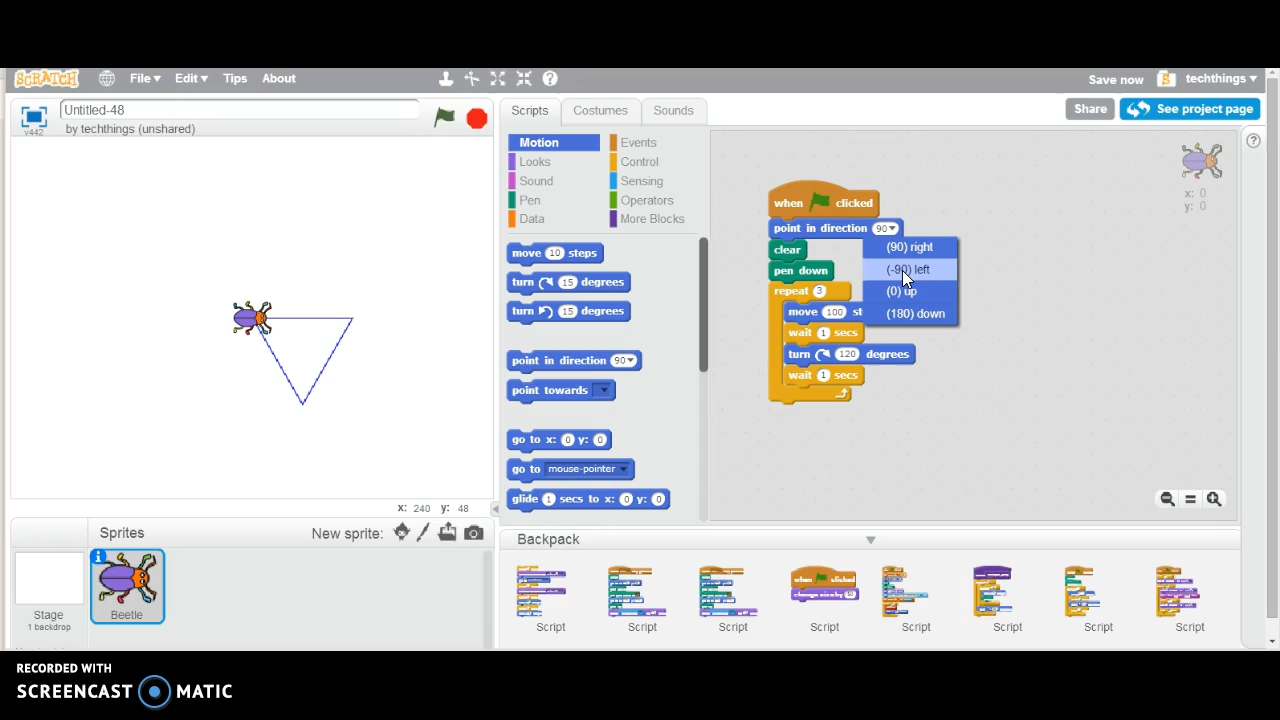 SCRATCH File▾ Edit▾ Tips About Save now techthings▾
Untitled-48
by techthings (unshared)
v442
Scripts Costumes Sounds
Share See project page
Motion Events
Looks Control
Sound Sensing
Pen Operators
Data More Blocks
move 10 steps
turn 15 degrees
turn 15 degrees
point in direction 90▾
point towards
go to x: 0 y: 0
go to mouse-pointer
glide 1 secs to x: 0 y: 0
when clicked
point in direction 90▾
clear
pen down
repeat 3
move 100 st
wait 1 secs
turn 120 degrees
wait 1 secs
(90) right
(-90) left
(0) up
(180) down
x: 0
y: 0
x: 240 y: 48
Sprites New sprite:
Stage
1 backdrop
Beetle
Backpack
when clicked
Script Script Script Script Script Script Script Script
RECORDED WITH
SCREENCAST MATIC